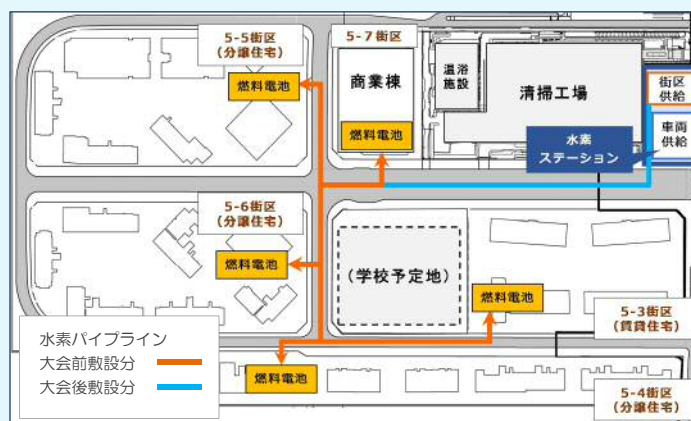 5-5街区
(分譲住宅)
燃料電池
5-7街区
商業棟
燃料電池
温浴
施設
清掃工場
街区
供給
車両
供給
水素
ステーション
5-6街区
(分譲住宅)
燃料電池
(学校予定地)
燃料電池
5-3街区
(賃貸住宅)
水素パイプライン
大会前敷設分
大会後敷設分
燃料電池
5-4街区
(分譲住宅)